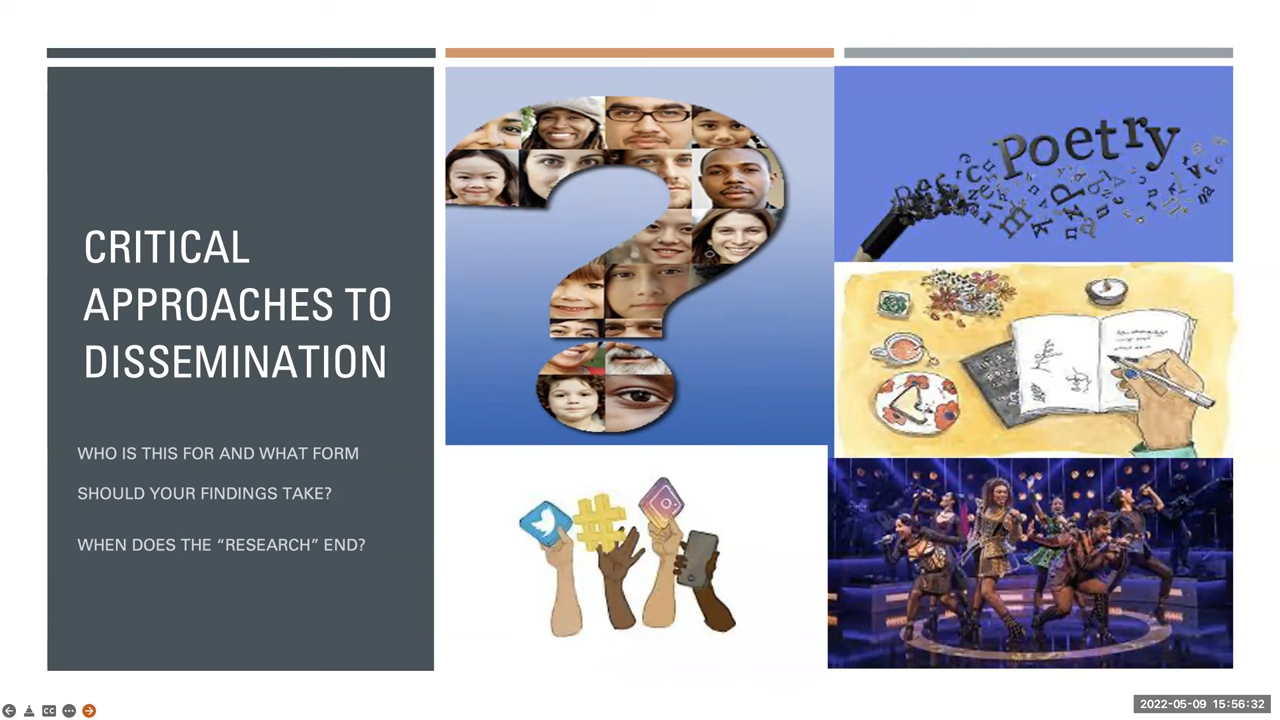 CRITICAL
APPROACHES TO
DISSEMINATION
WHO IS THIS FOR AND WHAT FORM
SHOULD YOUR FINDINGS TAKE?
WHEN DOES THE “RESEARCH” END?
Poetry
#
CC
2022-05-09 15:56:32